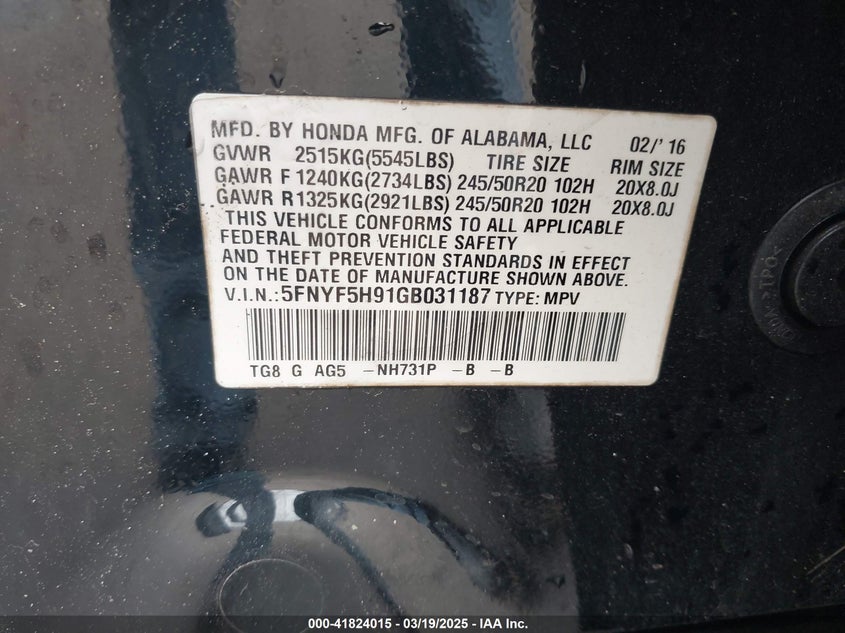 MFD. BY HONDA MFG. OF ALABAMA, LLC 02/' 16
GVWR 2515KG(5545LBS) TIRE SIZE RIM SIZE
GAWR F 1240KG(2734LBS) 245/50R20 102H 20X8.0J
GAWR R1325KG(2921LBS) 245/50R20 102H 20X8.0J
THIS VEHICLE CONFORMS TO ALL APPLICABLE
FEDERAL MOTOR VEHICLE SAFETY
AND THEFT PREVENTION STANDARDS IN EFFECT
ON THE DATE OF MANUFACTURE SHOWN ABOVE.
V.I.N.:5FNYF5H91GB031187 TYPE: MPV
TG8 G AG5 -NH731P -B -B
>TPO<
000-41824015 — 03/19/2025 — IAA Inc.